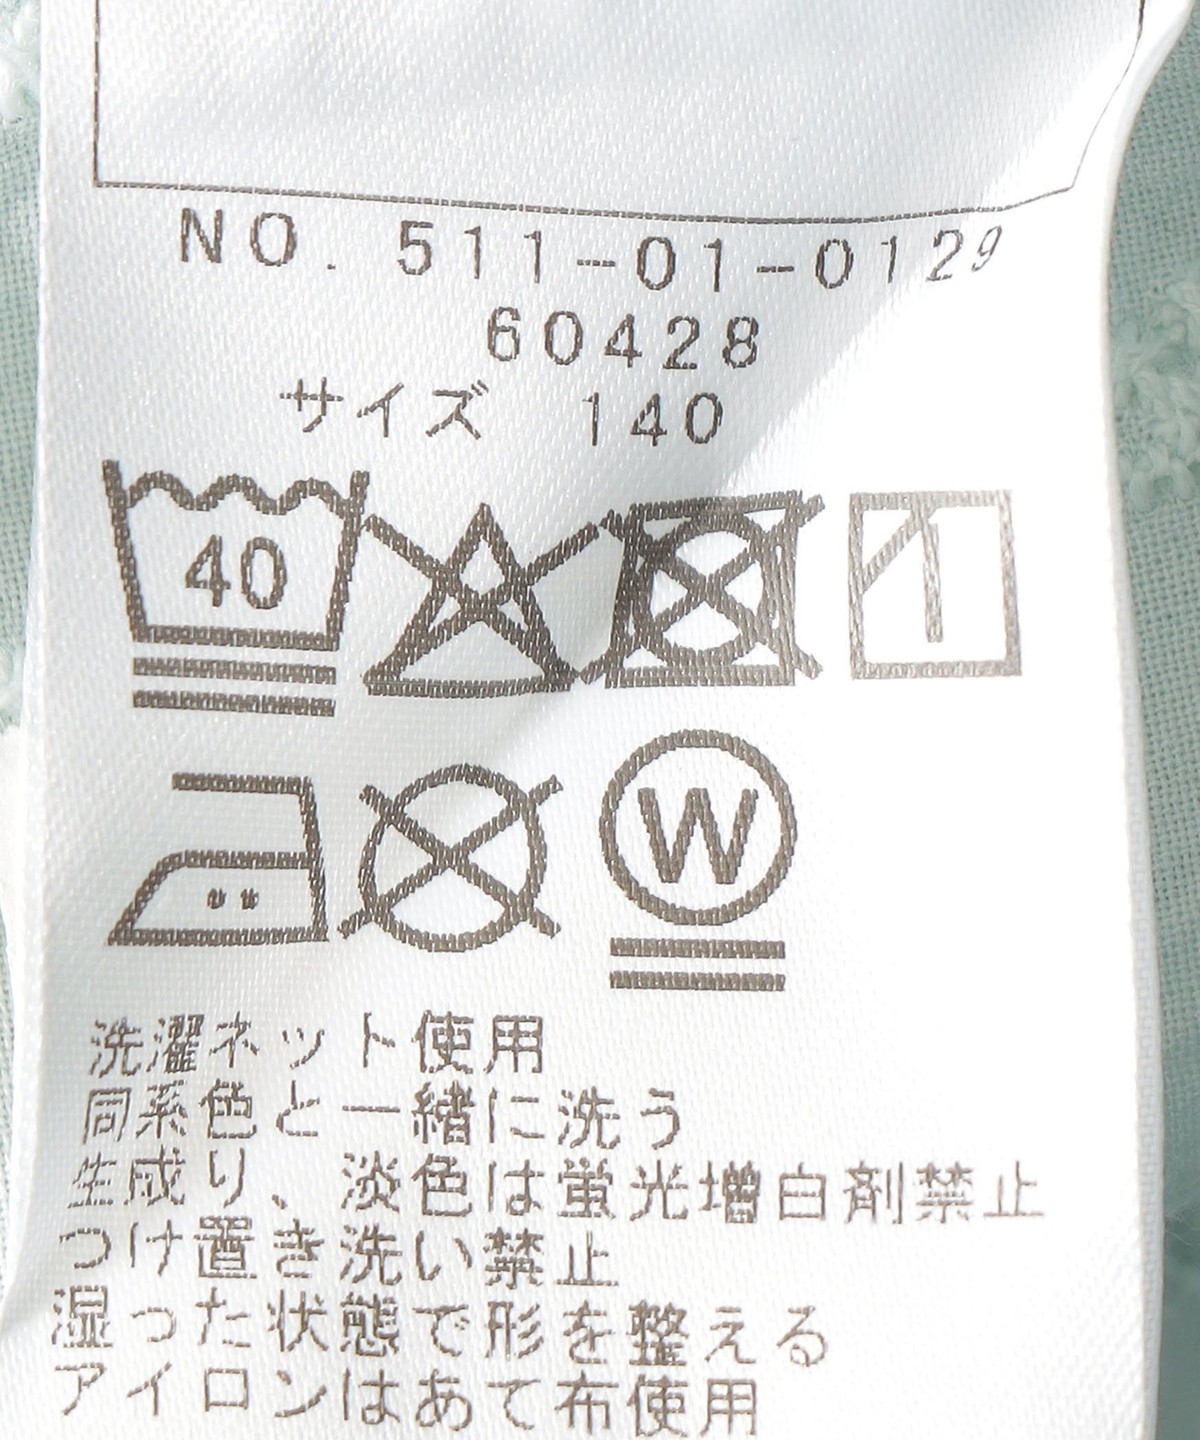 NO. 511-01-0129
60428
サイズ 140
40
W
洗濯ネット使用
同系色と一緒に洗う
生成り、淡色は蛍光増白剤禁止
つけ置き洗い禁止
湿った状態で形を整える
アイロンはあて布使用